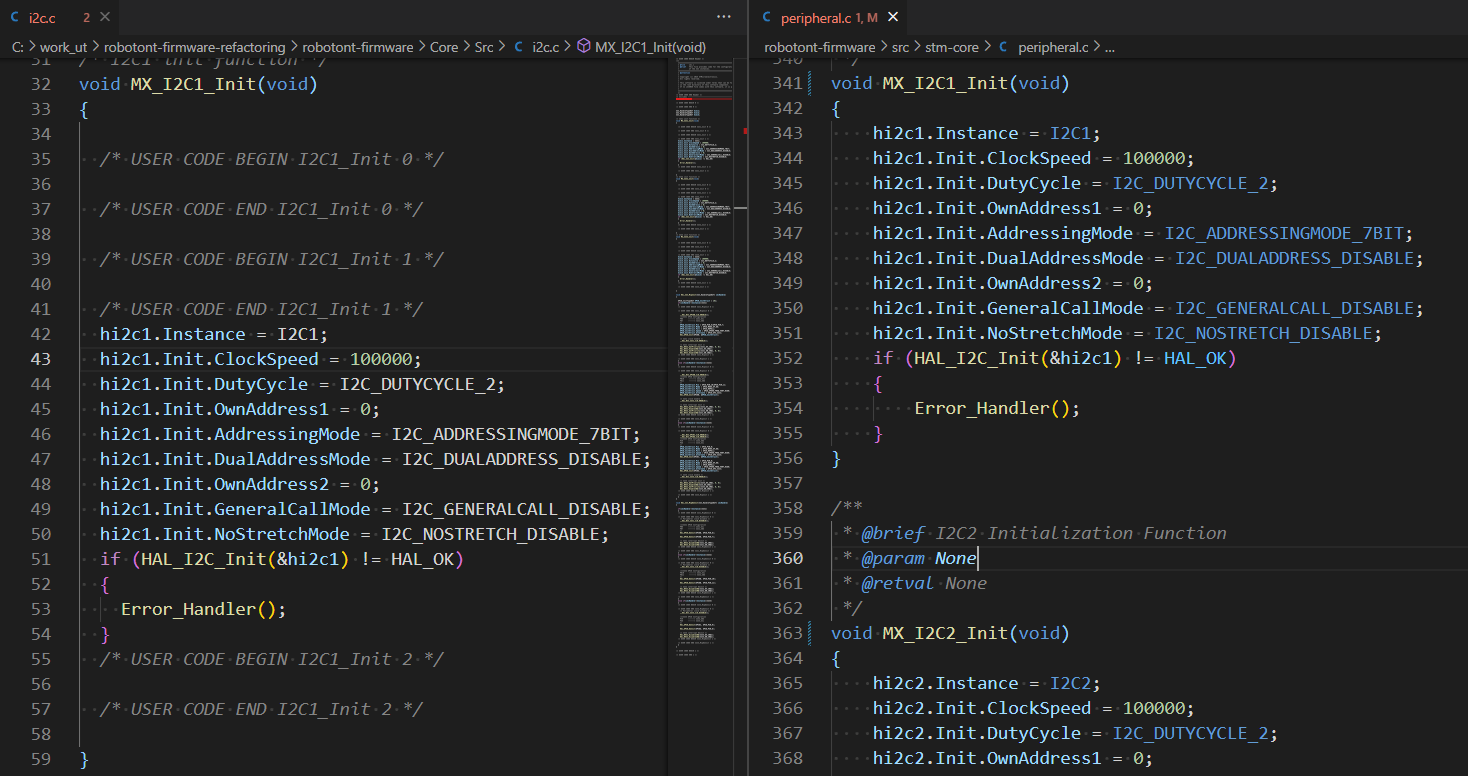 C i2c.c 2 ×
C: > work_ut > robotont-firmware-refactoring > robotont-firmware > Core > Src > C i2c.c > MX_I2C1_Init(void)
31 /* I2C1 init function */
32 void MX_I2C1_Init(void)
33 {
34
35 /* USER CODE BEGIN I2C1_Init 0 */
36
37 /* USER CODE END I2C1_Init 0 */
38
39 /* USER CODE BEGIN I2C1_Init 1 */
40
41 /* USER CODE END I2C1_Init 1 */
42 hi2c1.Instance = I2C1;
43 hi2c1.Init.ClockSpeed = 100000;
44 hi2c1.Init.DutyCycle = I2C_DUTYCYCLE_2;
45 hi2c1.Init.OwnAddress1 = 0;
46 hi2c1.Init.AddressingMode = I2C_ADDRESSINGMODE_7BIT;
47 hi2c1.Init.DualAddressMode = I2C_DUALADDRESS_DISABLE;
48 hi2c1.Init.OwnAddress2 = 0;
49 hi2c1.Init.GeneralCallMode = I2C_GENERALCALL_DISABLE;
50 hi2c1.Init.NoStretchMode = I2C_NOSTRETCH_DISABLE;
51 if (HAL_I2C_Init(&hi2c1) != HAL_OK)
52 {
53 Error_Handler();
54 }
55 /* USER CODE BEGIN I2C1_Init 2 */
56
57 /* USER CODE END I2C1_Init 2 */
58
59 }
C peripheral.c 1, M ×
robotont-firmware > src > stm-core > C peripheral.c > ...
340 */
341 void MX_I2C1_Init(void)
342 {
343 hi2c1.Instance = I2C1;
344 hi2c1.Init.ClockSpeed = 100000;
345 hi2c1.Init.DutyCycle = I2C_DUTYCYCLE_2;
346 hi2c1.Init.OwnAddress1 = 0;
347 hi2c1.Init.AddressingMode = I2C_ADDRESSINGMODE_7BIT;
348 hi2c1.Init.DualAddressMode = I2C_DUALADDRESS_DISABLE;
349 hi2c1.Init.OwnAddress2 = 0;
350 hi2c1.Init.GeneralCallMode = I2C_GENERALCALL_DISABLE;
351 hi2c1.Init.NoStretchMode = I2C_NOSTRETCH_DISABLE;
352 if (HAL_I2C_Init(&hi2c1) != HAL_OK)
353 {
354 Error_Handler();
355 }
356 }
357
358 /**
359 * @brief I2C2 Initialization Function
360 * @param None
361 * @retval None
362 */
363 void MX_I2C2_Init(void)
364 {
365 hi2c2.Instance = I2C2;
366 hi2c2.Init.ClockSpeed = 100000;
367 hi2c2.Init.DutyCycle = I2C_DUTYCYCLE_2;
368 hi2c2.Init.OwnAddress1 = 0;